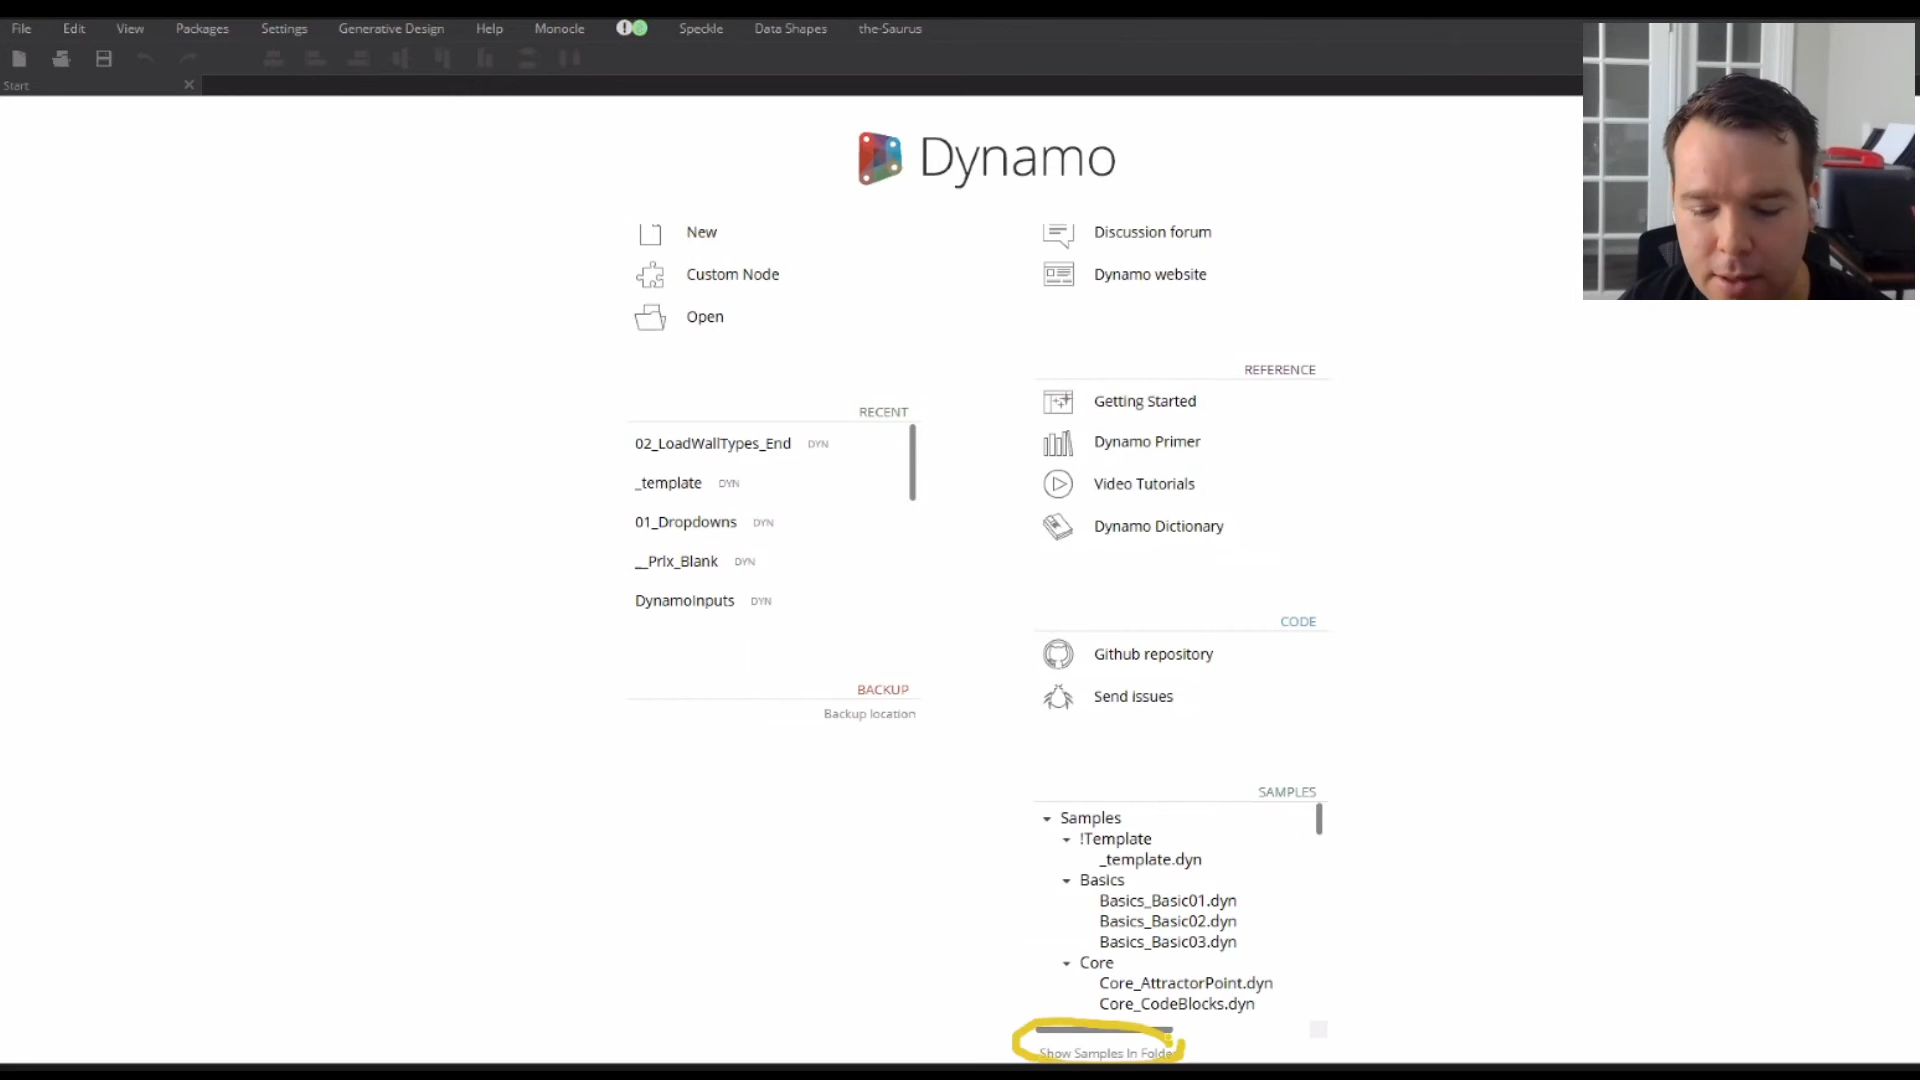 File Edit View Packages Settings Generative Design Help Monocle Speckle Data Shapes the-Saurus
Start
Dynamo
New
Custom Node
Open
RECENT
02_LoadWallTypes_End DYN
_template DYN
01_Dropdowns DYN
__Prlx_Blank DYN
DynamoInputs DYN
BACKUP
Backup location
Discussion forum
Dynamo website
REFERENCE
Getting Started
Dynamo Primer
Video Tutorials
Dynamo Dictionary
CODE
Github repository
Send issues
SAMPLES
Samples
!Template
_template.dyn
Basics
Basics_Basic01.dyn
Basics_Basic02.dyn
Basics_Basic03.dyn
Core
Core_AttractorPoint.dyn
Core_CodeBlocks.dyn
Show Samples In Folde